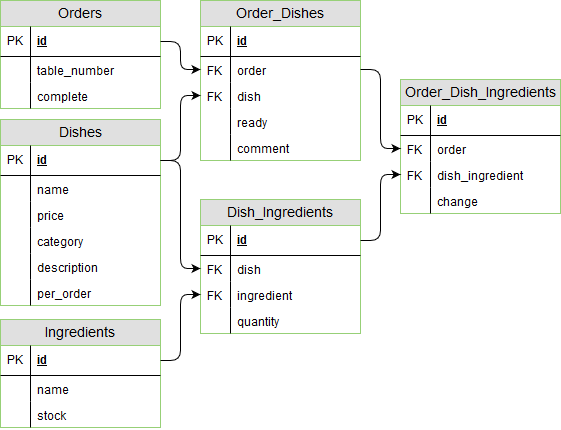 Orders
PK id
table_number
complete
Dishes
PK id
name
price
category
description
per_order
Ingredients
PK id
name
stock
Order_Dishes
PK id
FK order
FK dish
ready
comment
Dish_Ingredients
PK id
FK dish
FK ingredient
quantity
Order_Dish_Ingredients
PK id
FK order
FK dish_ingredient
change